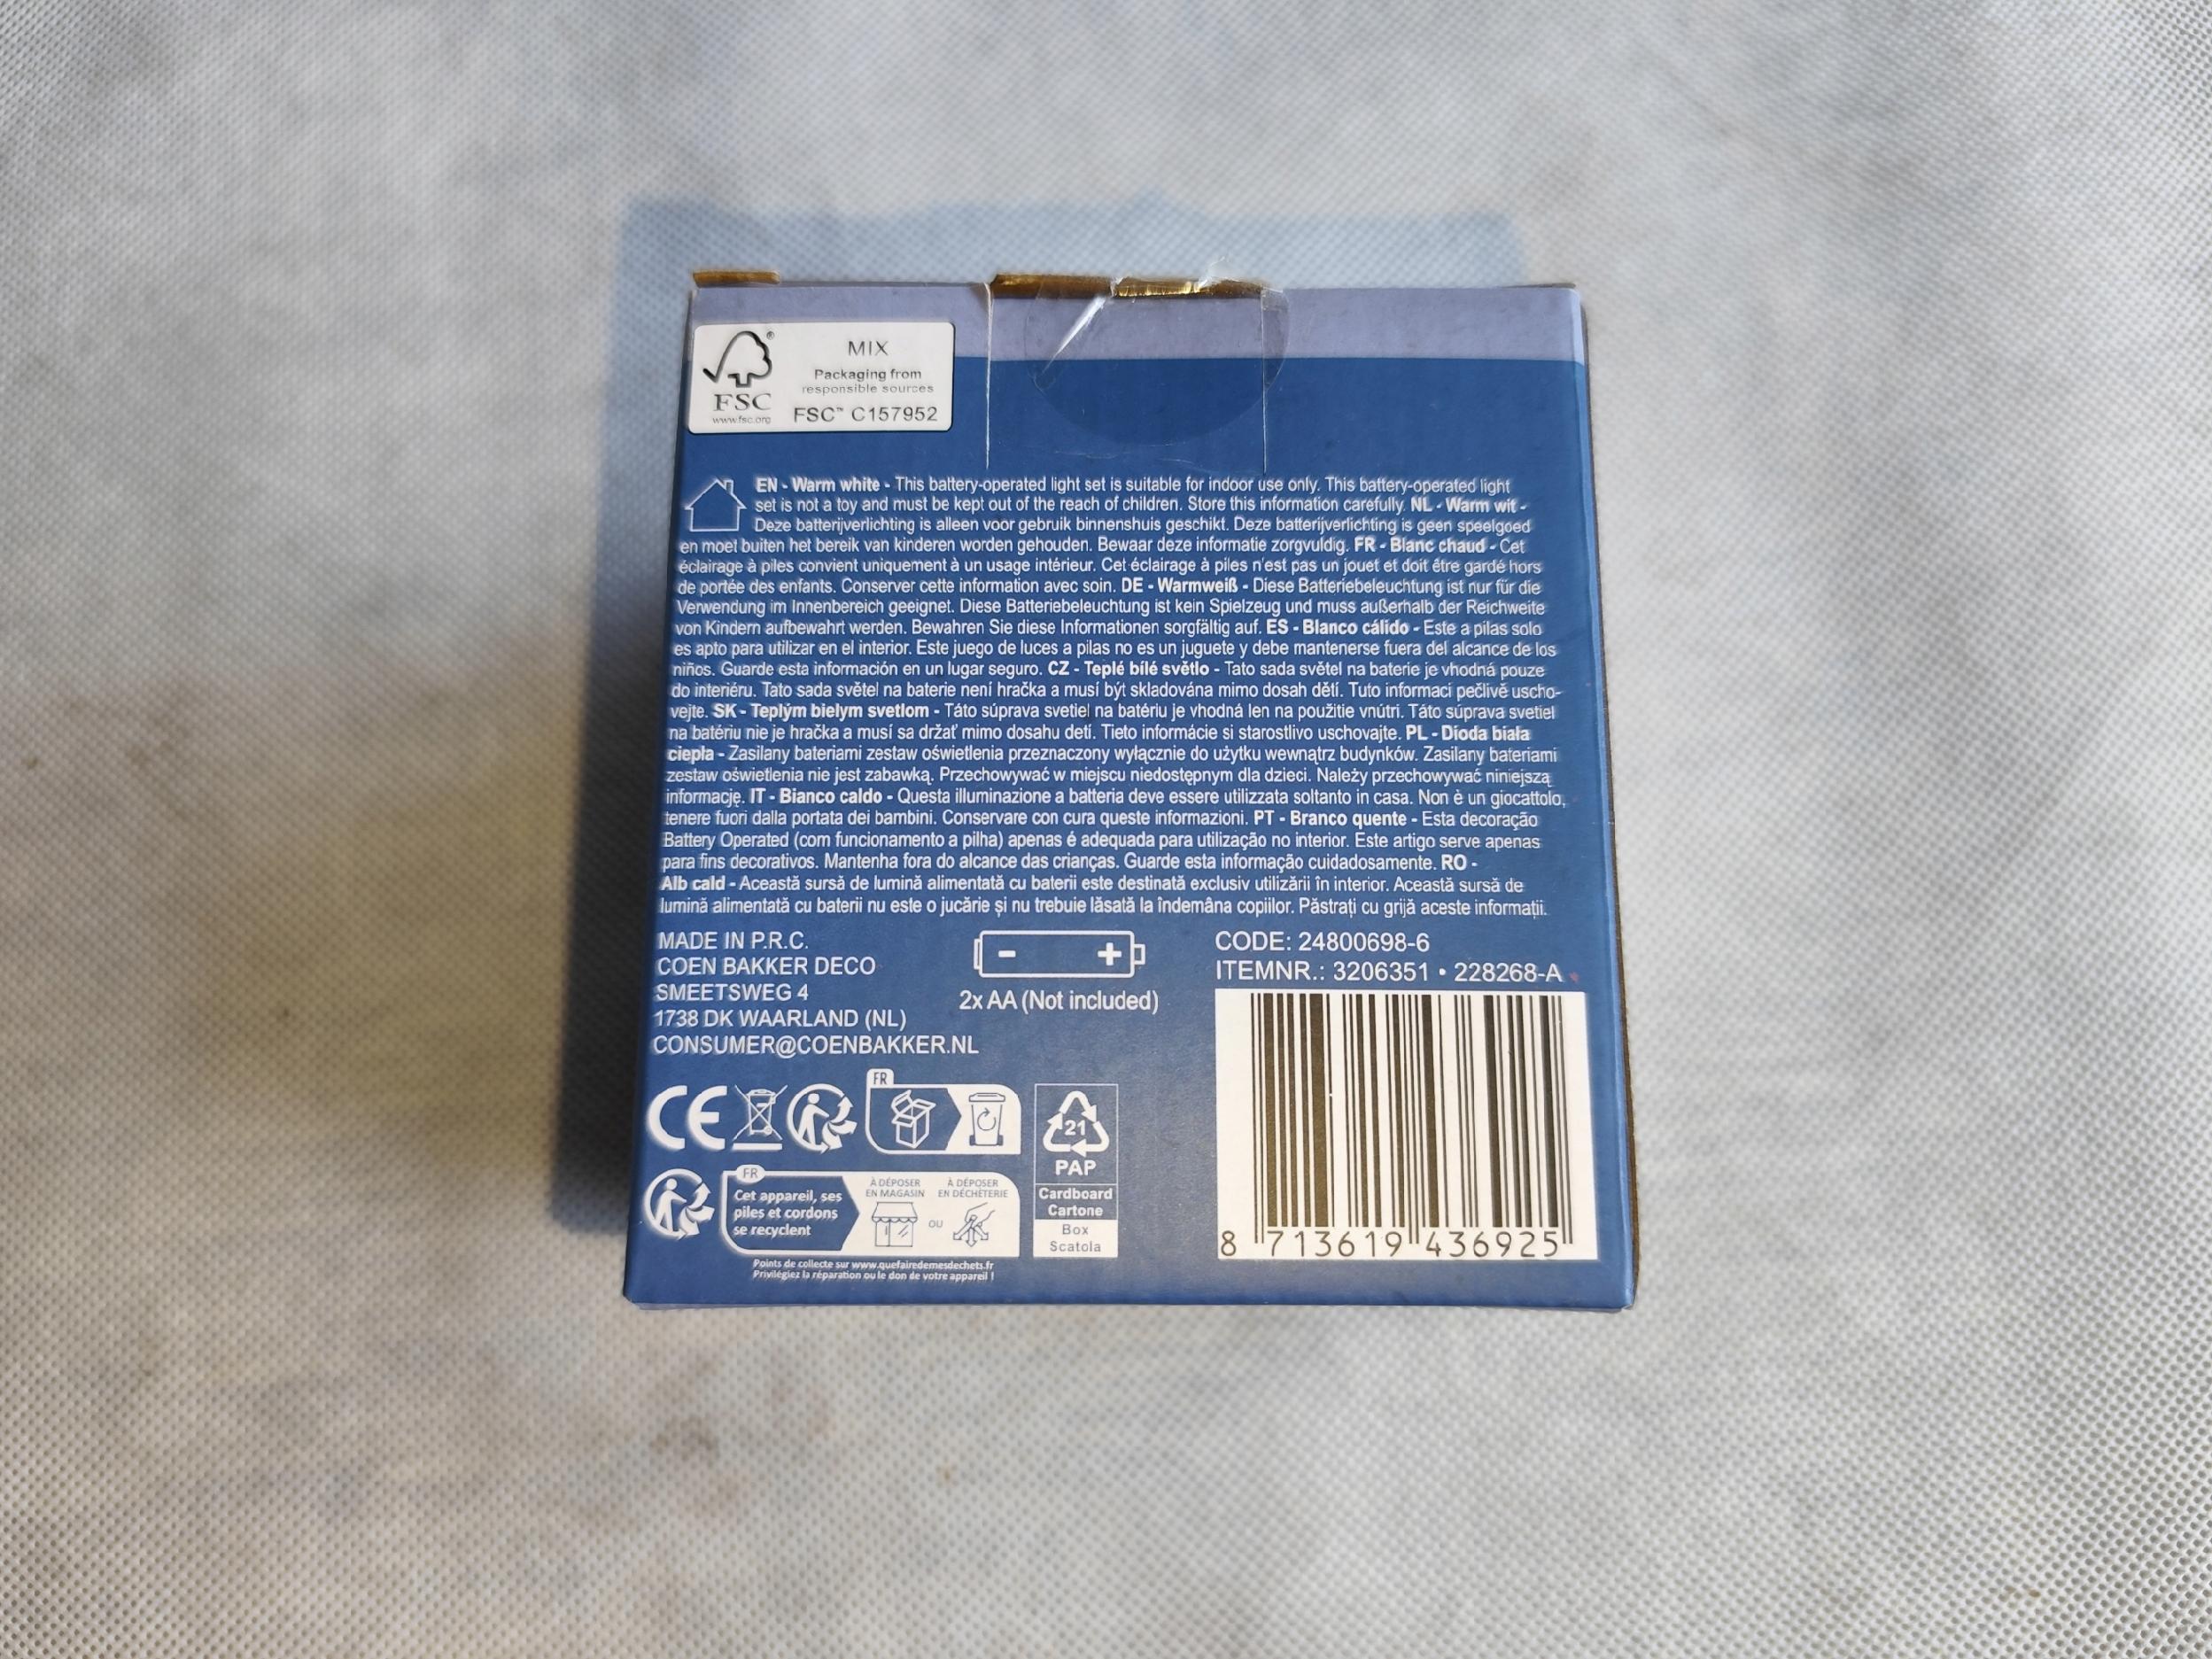 MIX
Packaging from
responsible sources
FSC™ C157952
FSC®
www.fsc.org
EN - Warm white - This battery-operated light set is suitable for indoor use only. This battery-operated light
set is not a toy and must be kept out of the reach of children. Store this information carefully. NL - Warm wit -
Deze batterijverlichting is alleen voor gebruik binnenshuis geschikt. Deze batterijverlichting is geen speelgoed
en moet buiten het bereik van kinderen worden gehouden. Bewaar deze informatie zorgvuldig. FR - Blanc chaud - Cet
éclairage à piles convient uniquement à un usage intérieur. Cet éclairage à piles n'est pas un jouet et doit être gardé hors
de portée des enfants. Conserver cette information avec soin. DE - Warmweiß - Diese Batteriebeleuchtung ist nur für die
Verwendung im Innenbereich geeignet. Diese Batteriebeleuchtung ist kein Spielzeug und muss außerhalb der Reichweite
von Kindern aufbewahrt werden. Bewahren Sie diese Informationen sorgfältig auf. ES - Blanco cálido - Este a pilas solo
es apto para utilizar en el interior. Este juego de luces a pilas no es un juguete y debe mantenerse fuera del alcance de los
niños. Guarde esta información en un lugar seguro. CZ - Teplé bílé světlo - Tato sada světel na baterie je vhodná pouze
do interiéru. Tato sada světel na baterie není hračka a musí být skladována mimo dosah dětí. Tuto informaci pečlivě uscho-
vejte. SK - Teplým bielym svetlom - Táto súprava svetiel na batériu je vhodná len na použitie vnútri. Táto súprava svetiel
na batériu nie je hračka a musí sa držať mimo dosahu detí. Tieto informácie si starostlivo uschovajte. PL - Dioda biała
ciepła - Zasilany bateriami zestaw oświetlenia przeznaczony wyłącznie do użytku wewnątrz budynków. Zasilany bateriami
zestaw oświetlenia nie jest zabawką. Przechowywać w miejscu niedostępnym dla dzieci. Należy przechowywać niniejszą
informację. IT - Bianco caldo - Questa illuminazione a batteria deve essere utilizzata soltanto in casa. Non è un giocattolo,
tenere fuori dalla portata dei bambini. Conservare con cura queste informazioni. PT - Branco quente - Esta decoração
Battery Operated (com funcionamento a pilha) apenas é adequada para utilização no interior. Este artigo serve apenas
para fins decorativos. Mantenha fora do alcance das crianças. Guarde esta informação cuidadosamente. RO -
Alb cald - Această sursă de lumină alimentată cu baterii este destinată exclusiv utilizării în interior. Această sursă de
lumină alimentată cu baterii nu este o jucărie și nu trebuie lăsată la îndemâna copiilor. Păstrați cu grijă aceste informații.
MADE IN P.R.C.
COEN BAKKER DECO
SMEETSWEG 4
1738 DK WAARLAND (NL)
CONSUMER@COENBAKKER.NL
- +
2x AA (Not included)
CODE: 24800698-6
ITEMNR.: 3206351 • 228268-A
8 713619 436925
CE
FR
21
PAP
Cardboard
Cartone
Box
Scatola
FR
Cet appareil, ses
piles et cordons
se recyclent
À DÉPOSER
EN MAGASIN
OU
À DÉPOSER
EN DÉCHÈTERIE
Points de collecte sur www.quefairedemesdechets.fr
Privilégiez la réparation ou le don de votre appareil !